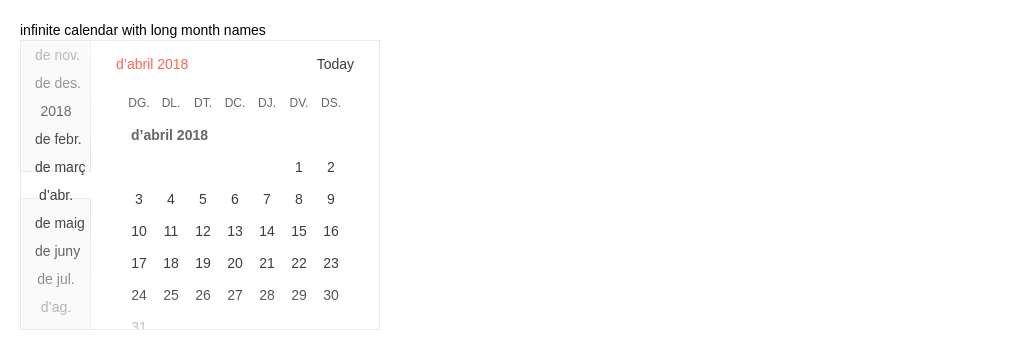 infinite calendar with long month names
de nov.
de des.
2018
de febr.
de març
d'abr.
de maig
de juny
de jul.
d'ag.
d'abril 2018 Today
DG. DL. DT. DC. DJ. DV. DS.
d'abril 2018
1 2
3 4 5 6 7 8 9
10 11 12 13 14 15 16
17 18 19 20 21 22 23
24 25 26 27 28 29 30
31